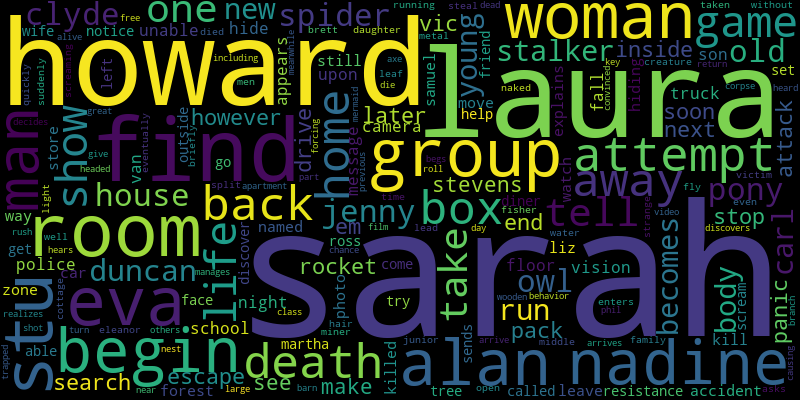 clyde one new spider vic young woman game
free running steal dead
wife notice unable died hide brett daughter taken without
howard laura
alive suddenly quickly left including men appears upon still friend stalker inside old
metal axe leaf die samuel explains key creature son set
man show find home drive later camera naked move help fall convinced hiding truck return corpse heard
store however outside briefly message mermaid previous group attempt soon next attack
decides great give headed van eventually forcing go
house back part begs roll stevens watch diner away tell pony carl
way light room split apartment jenny box victim fly stop
rush well life time fisher end strange even
get hears police duncan named em film lead day water liz video discovers
zone car discover ross chance take floor vision becomes body panic
stu eva manages rocket come owl
realizes cottage face night photo try wooden behavior enters scream
shot turn eleanor others school class hair sarah run phil
begin nest martha miner sends junior arrive middle arrives family kill
trapped able death killed pack alan nadine branch
search escape see make tree open called leave resistance accident causing asks
near forest large barn